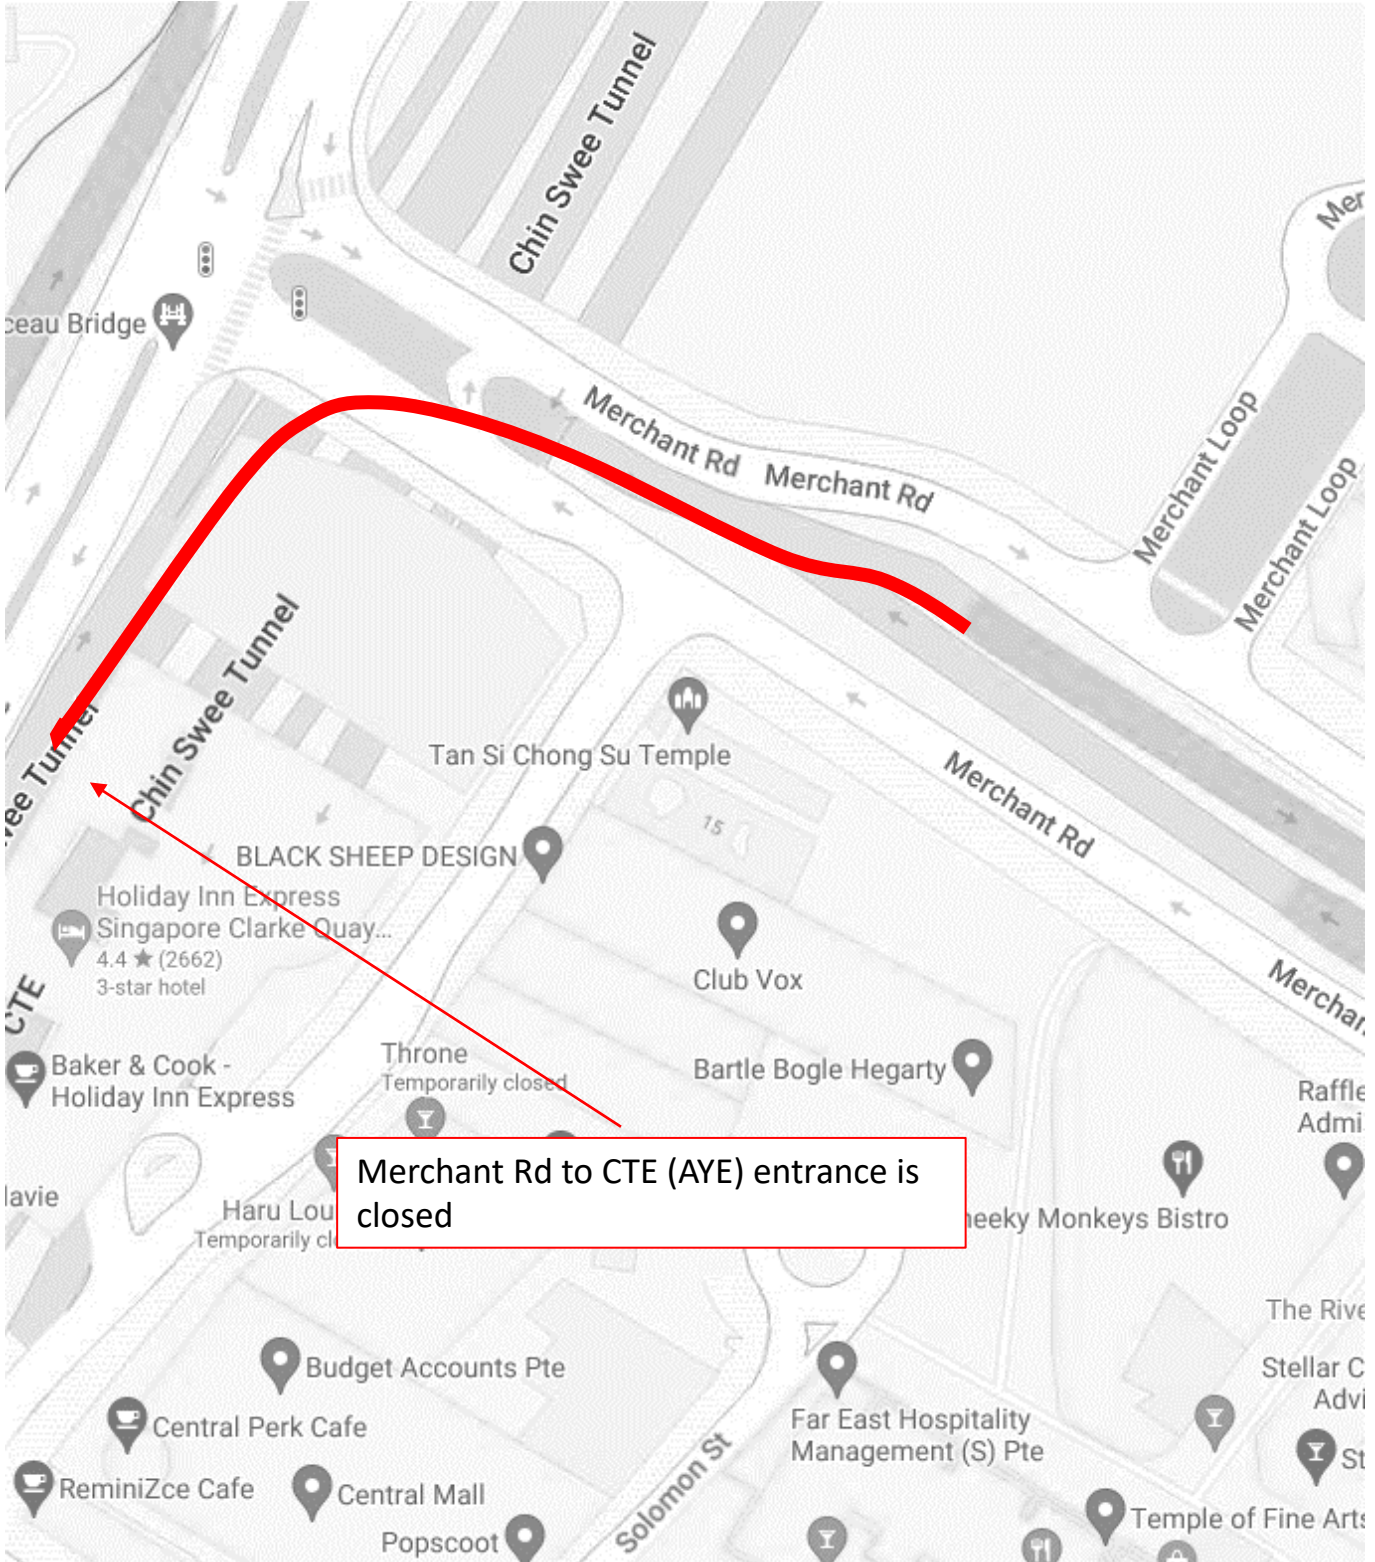 Chin Swee Tunnel
Mer
ceau Bridge
Merchant Rd
Merchant Rd
Merchant Loop
Merchant Loop
Chin Swee Tunnel
wee Tunnel
Tan Si Chong Su Temple
Merchant Rd
15
BLACK SHEEP DESIGN
Holiday Inn Express
Singapore Clarke Quay...
4.4 ★ (2662)
3-star hotel
Club Vox
Merchan
CTE
Throne
Temporarily closed
Baker & Cook -
Holiday Inn Express
Bartle Bogle Hegarty
Raffle
Admi
Merchant Rd to CTE (AYE) entrance is
closed
lavie
Haru Lou
Temporarily cl
heeky Monkeys Bistro
The Rive
Budget Accounts Pte
Stellar C
Advi
Central Perk Cafe
Far East Hospitality
Management (S) Pte
St
ReminiZce Cafe
Central Mall
Solomon St
Temple of Fine Arts
Popscoot